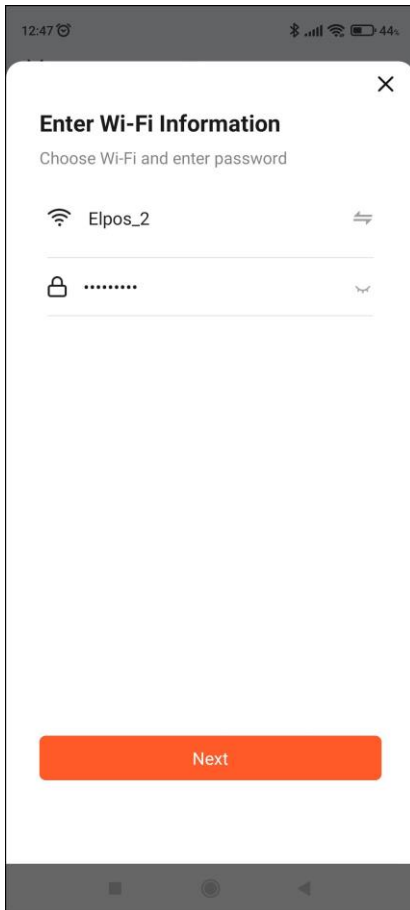 12:47
44%
Enter Wi-Fi Information
Choose Wi-Fi and enter password
Elpos_2
•••••••••
Next